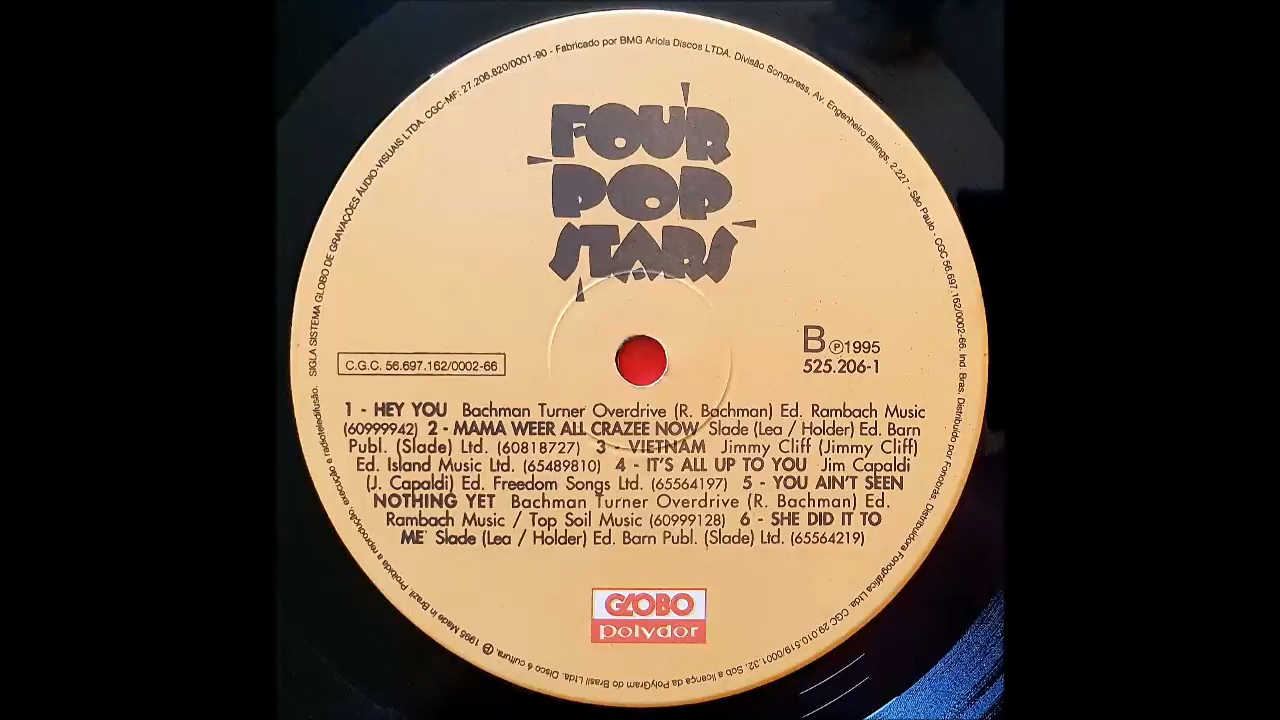 SIGLA SISTEMA GLOBO DE GRAVAÇÕES ÁUDIO-VISUAIS LTDA. CGC-MF: 27.206.820/0001-90 - Fabricado por BMG Ariola Discos LTDA. Divisão Sonopress. Av. Engenheiro Billings, 2.227 - São Paulo - CGC 56.697.162/0002-66. Ind. Bras. Distribuído por Fonobrás, Distribuidora Fonográfica Ltda. CGC 29.010.519/0001.32. Sob a licença da PolyGram do Brasil Ltda. Disco é cultura. ℗ 1995 Made in Brazil. Proibida a reprodução, execução e radioteledifusão.
FOUR
POP
STARS
B ℗1995
525.206-1
C.G.C. 56.697.162/0002-66
1 - HEY YOU Bachman Turner Overdrive (R. Bachman) Ed. Rambach Music
(60999942) 2 - MAMA WEER ALL CRAZEE NOW Slade (Lea / Holder) Ed. Barn
Publ. (Slade) Ltd. (60818727) 3 - VIETNAM Jimmy Cliff (Jimmy Cliff)
Ed. Island Music Ltd. (65489810) 4 - IT'S ALL UP TO YOU Jim Capaldi
(J. Capaldi) Ed. Freedom Songs Ltd. (65564197) 5 - YOU AIN'T SEEN
NOTHING YET Bachman Turner Overdrive (R. Bachman) Ed.
Rambach Music / Top Soil Music (60999128) 6 - SHE DID IT TO
ME Slade (Lea / Holder) Ed. Barn Publ. (Slade) Ltd. (65564219)
GLOBO
polydor